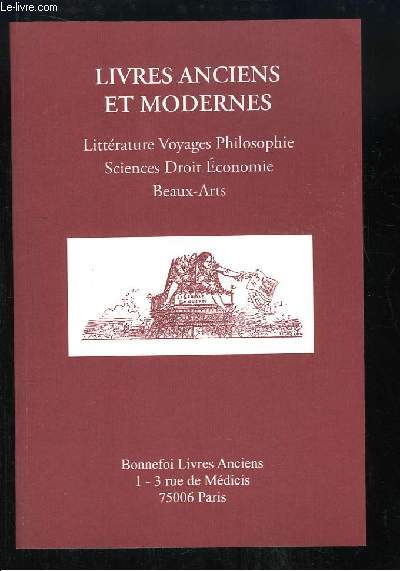 Le-livre.com
LIVRES ANCIENS
ET MODERNES
Littérature Voyages Philosophie
Sciences Droit Économie
Beaux-Arts
Bonnefoi Livres Anciens
1 - 3 rue de Médicis
75006 Paris